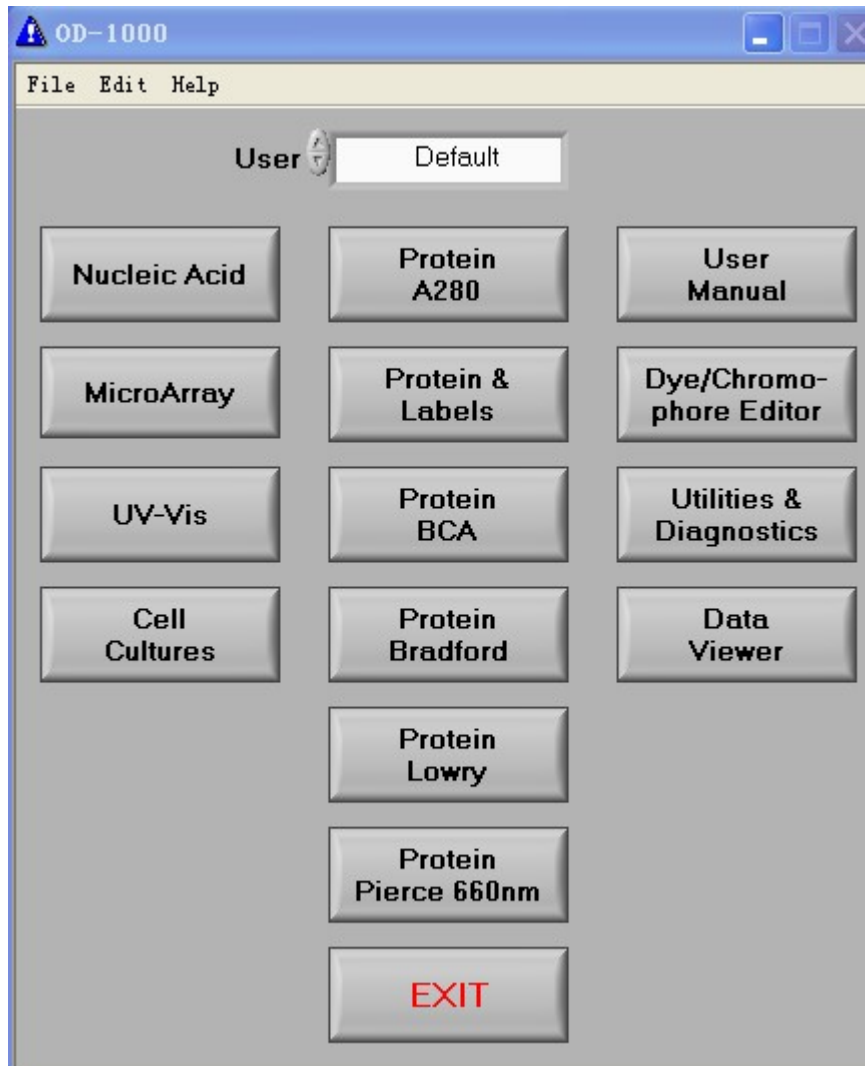 OD-1000
File Edit Help
User Default
Nucleic Acid
Protein
A280
User
Manual
MicroArray
Protein &
Labels
Dye/Chromo-
phore Editor
UV-Vis
Protein
BCA
Utilities &
Diagnostics
Cell
Cultures
Protein
Bradford
Data
Viewer
Protein
Lowry
Protein
Pierce 660nm
EXIT